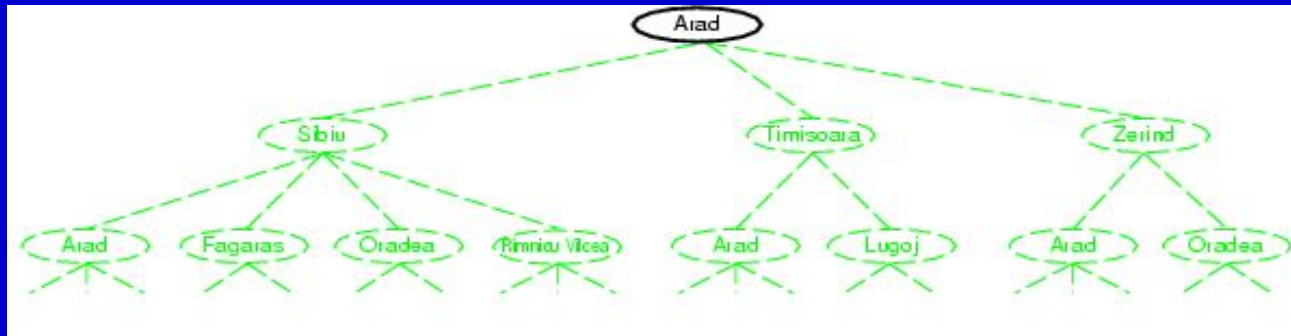 Arad
Sibiu Timisoara Zerind
Arad Fagaras Oradea Rimnicu Vilcea Arad Lugoj Arad Oradea